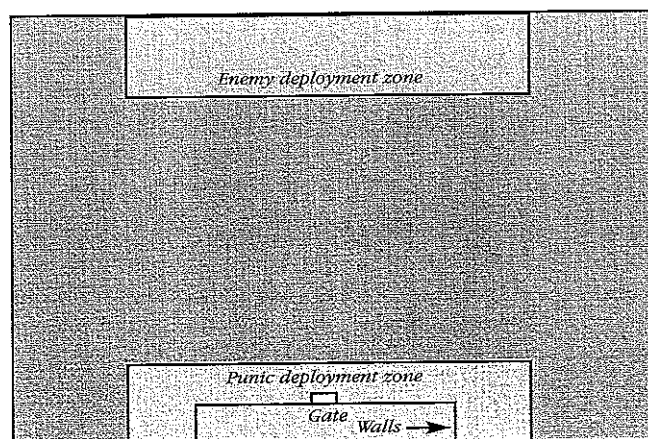 Enemy deployment zone
Punic deployment zone
Gate
Walls